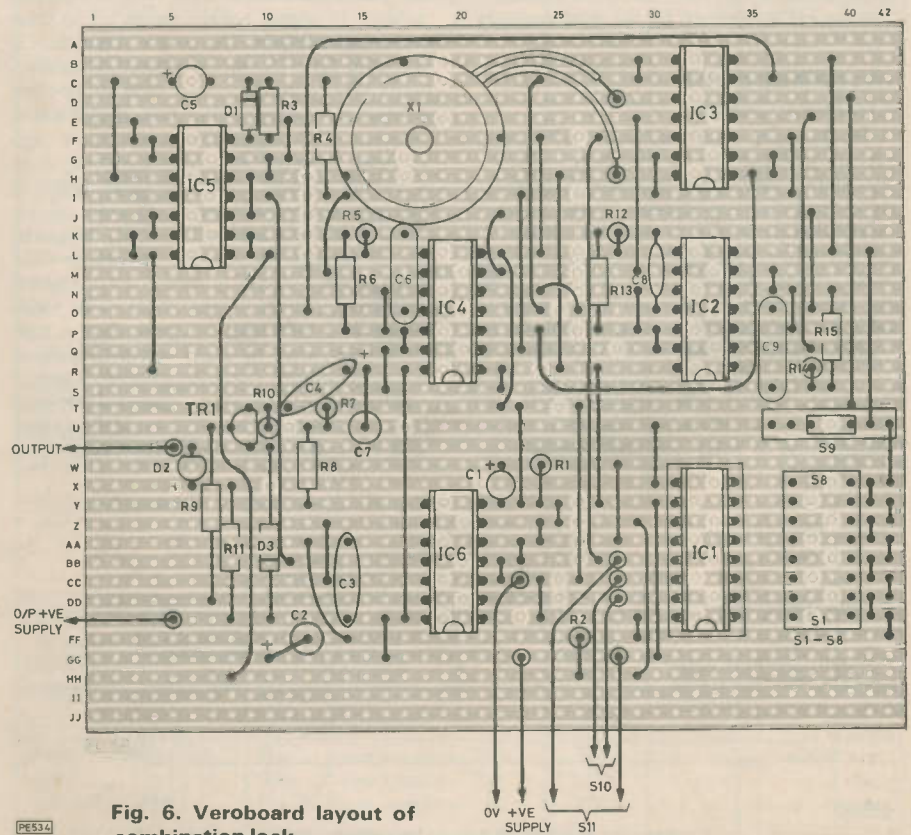 1 5 10 15 20 25 30 35 40 42
A
B
C
D
E
F
G
H
I
J
K
L
M
N
O
P
Q
R
S
T
U
W
X
Y
Z
AA
BB
CC
DD
FF
GG
HH
II
JJ
+
C5
D1
R3
R4
X1
IC3
IC5
R5
R6
C6
IC4
R12
R13
C8
IC2
C9
R15
R14
+
C4
R10
R7
TR1
C7
S9
OUTPUT
D2
+
R9
R8
C1
+
R1
S8
R11
D3
C3
IC6
IC1
O/P +VE
SUPPLY
C2
+
R2
S1
S1–S8
S10
OV +VE
SUPPLY
S11
Fig. 6. Veroboard layout of
combination lock
PE534